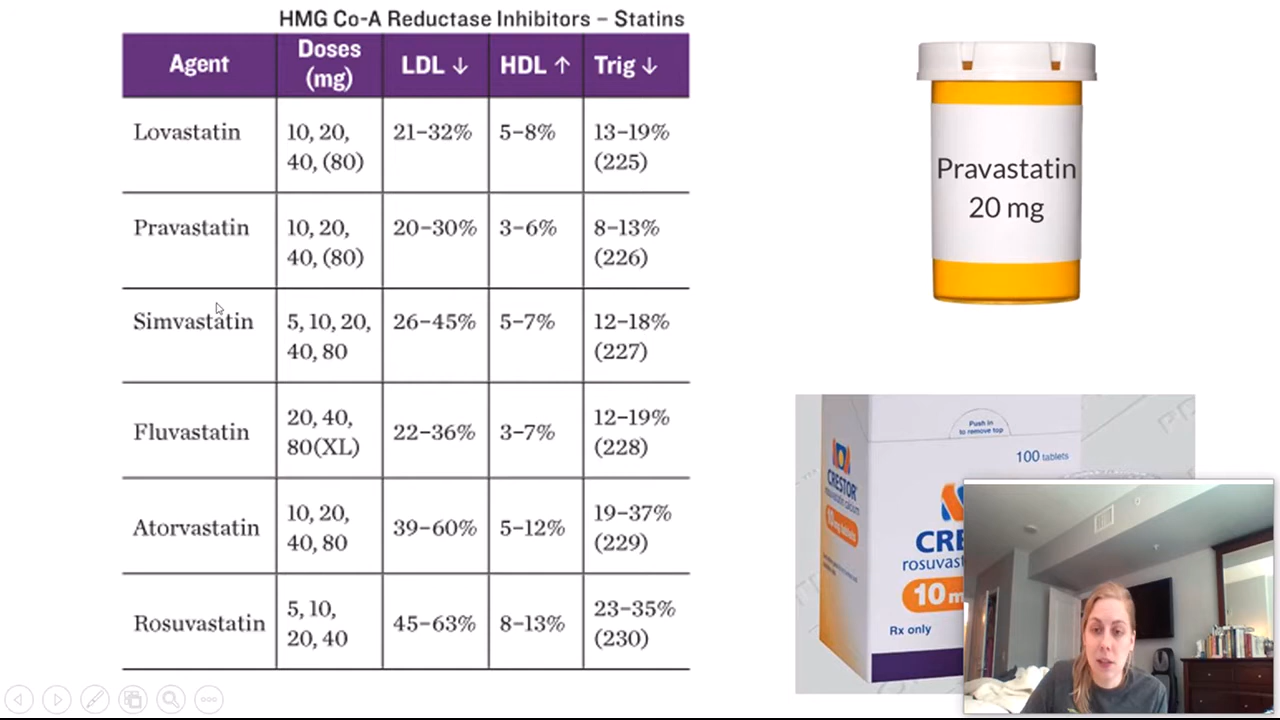 HMG Co-A Reductase Inhibitors – Statins
Agent
Doses
(mg)
LDL ↓
HDL ↑
Trig ↓
Lovastatin
10, 20,
40, (80)
21–32%
5–8%
13–19%
(225)
Pravastatin
10, 20,
40, (80)
20–30%
3–6%
8–13%
(226)
Simvastatin
5, 10, 20,
40, 80
26–45%
5–7%
12–18%
(227)
Fluvastatin
20, 40,
80(XL)
22–36%
3–7%
12–19%
(228)
Atorvastatin
10, 20,
40, 80
39–60%
5–12%
19–37%
(229)
Rosuvastatin
5, 10,
20, 40
45–63%
8–13%
23–35%
(230)
Pravastatin
20 mg
Push in
to remove top
100 tablets
CRESTOR
rosuvastatin calcium
10 mg tablets
CRE
rosuvast
10 m
Rx only